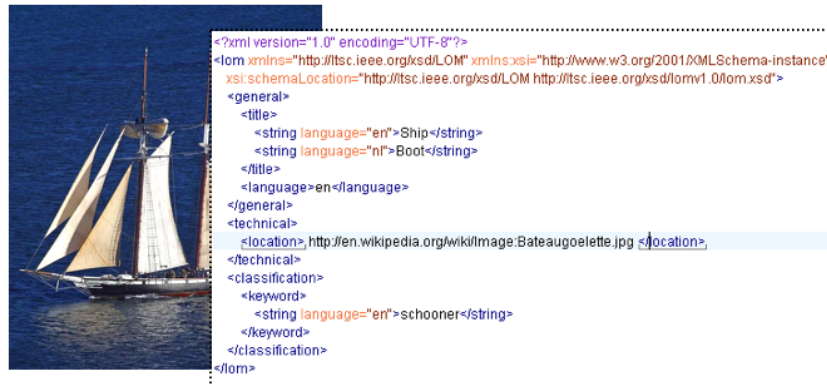 <?xml version="1.0" encoding="UTF-8"?>
<lom xmlns="http://ltsc.ieee.org/xsd/LOM" xmlns:xsi="http://www.w3.org/2001/XMLSchema-instance"
xsi:schemaLocation="http://ltsc.ieee.org/xsd/LOM http://ltsc.ieee.org/xsd/lomv1.0/lom.xsd">
<general>
<title>
<string language="en">Ship</string>
<string language="nl">Boot</string>
</title>
<language>en</language>
</general>
<technical>
<location> http://en.wikipedia.org/wiki/Image:Bateaugoelette.jpg </location>
</technical>
<classification>
<keyword>
<string language="en">schooner</string>
</keyword>
</classification>
</lom>